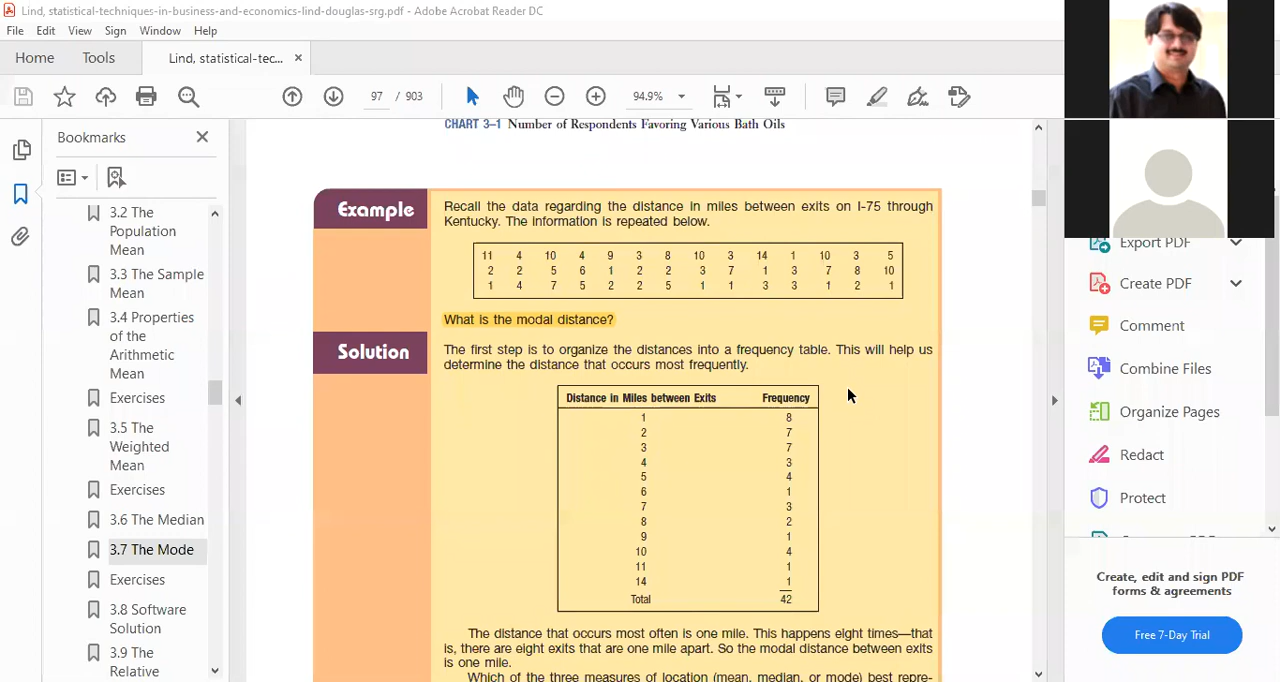 Lind, statistical-techniques-in-business-and-economics-lind-douglas-srg.pdf - Adobe Acrobat Reader DC
File Edit View Sign Window Help
Home Tools Lind, statistical-tec... ×
97 / 903 94.9%
Bookmarks
3.2 The
Population
Mean
3.3 The Sample
Mean
3.4 Properties
of the
Arithmetic
Mean
Exercises
3.5 The
Weighted
Mean
Exercises
3.6 The Median
3.7 The Mode
Exercises
3.8 Software
Solution
3.9 The
Relative
CHART 3–1 Number of Respondents Favoring Various Bath Oils
Example
Recall the data regarding the distance in miles between exits on I-75 through
Kentucky. The information is repeated below.
11 4 10 4 9 3 8 10 3 14 1 10 3 5
2 2 5 6 1 2 2 3 7 1 3 7 8 10
1 4 7 5 2 2 5 1 1 3 3 1 2 1
What is the modal distance?
Solution
The first step is to organize the distances into a frequency table. This will help us
determine the distance that occurs most frequently.
Distance in Miles between Exits Frequency
1 8
2 7
3 7
4 3
5 4
6 1
7 3
8 2
9 1
10 4
11 1
14 1
Total 42
The distance that occurs most often is one mile. This happens eight times—that
is, there are eight exits that are one mile apart. So the modal distance between exits
is one mile.
Which of the three measures of location (mean, median, or mode) best repre-
Export PDF
Create PDF
Comment
Combine Files
Organize Pages
Redact
Protect
Create, edit and sign PDF
forms & agreements
Free 7-Day Trial